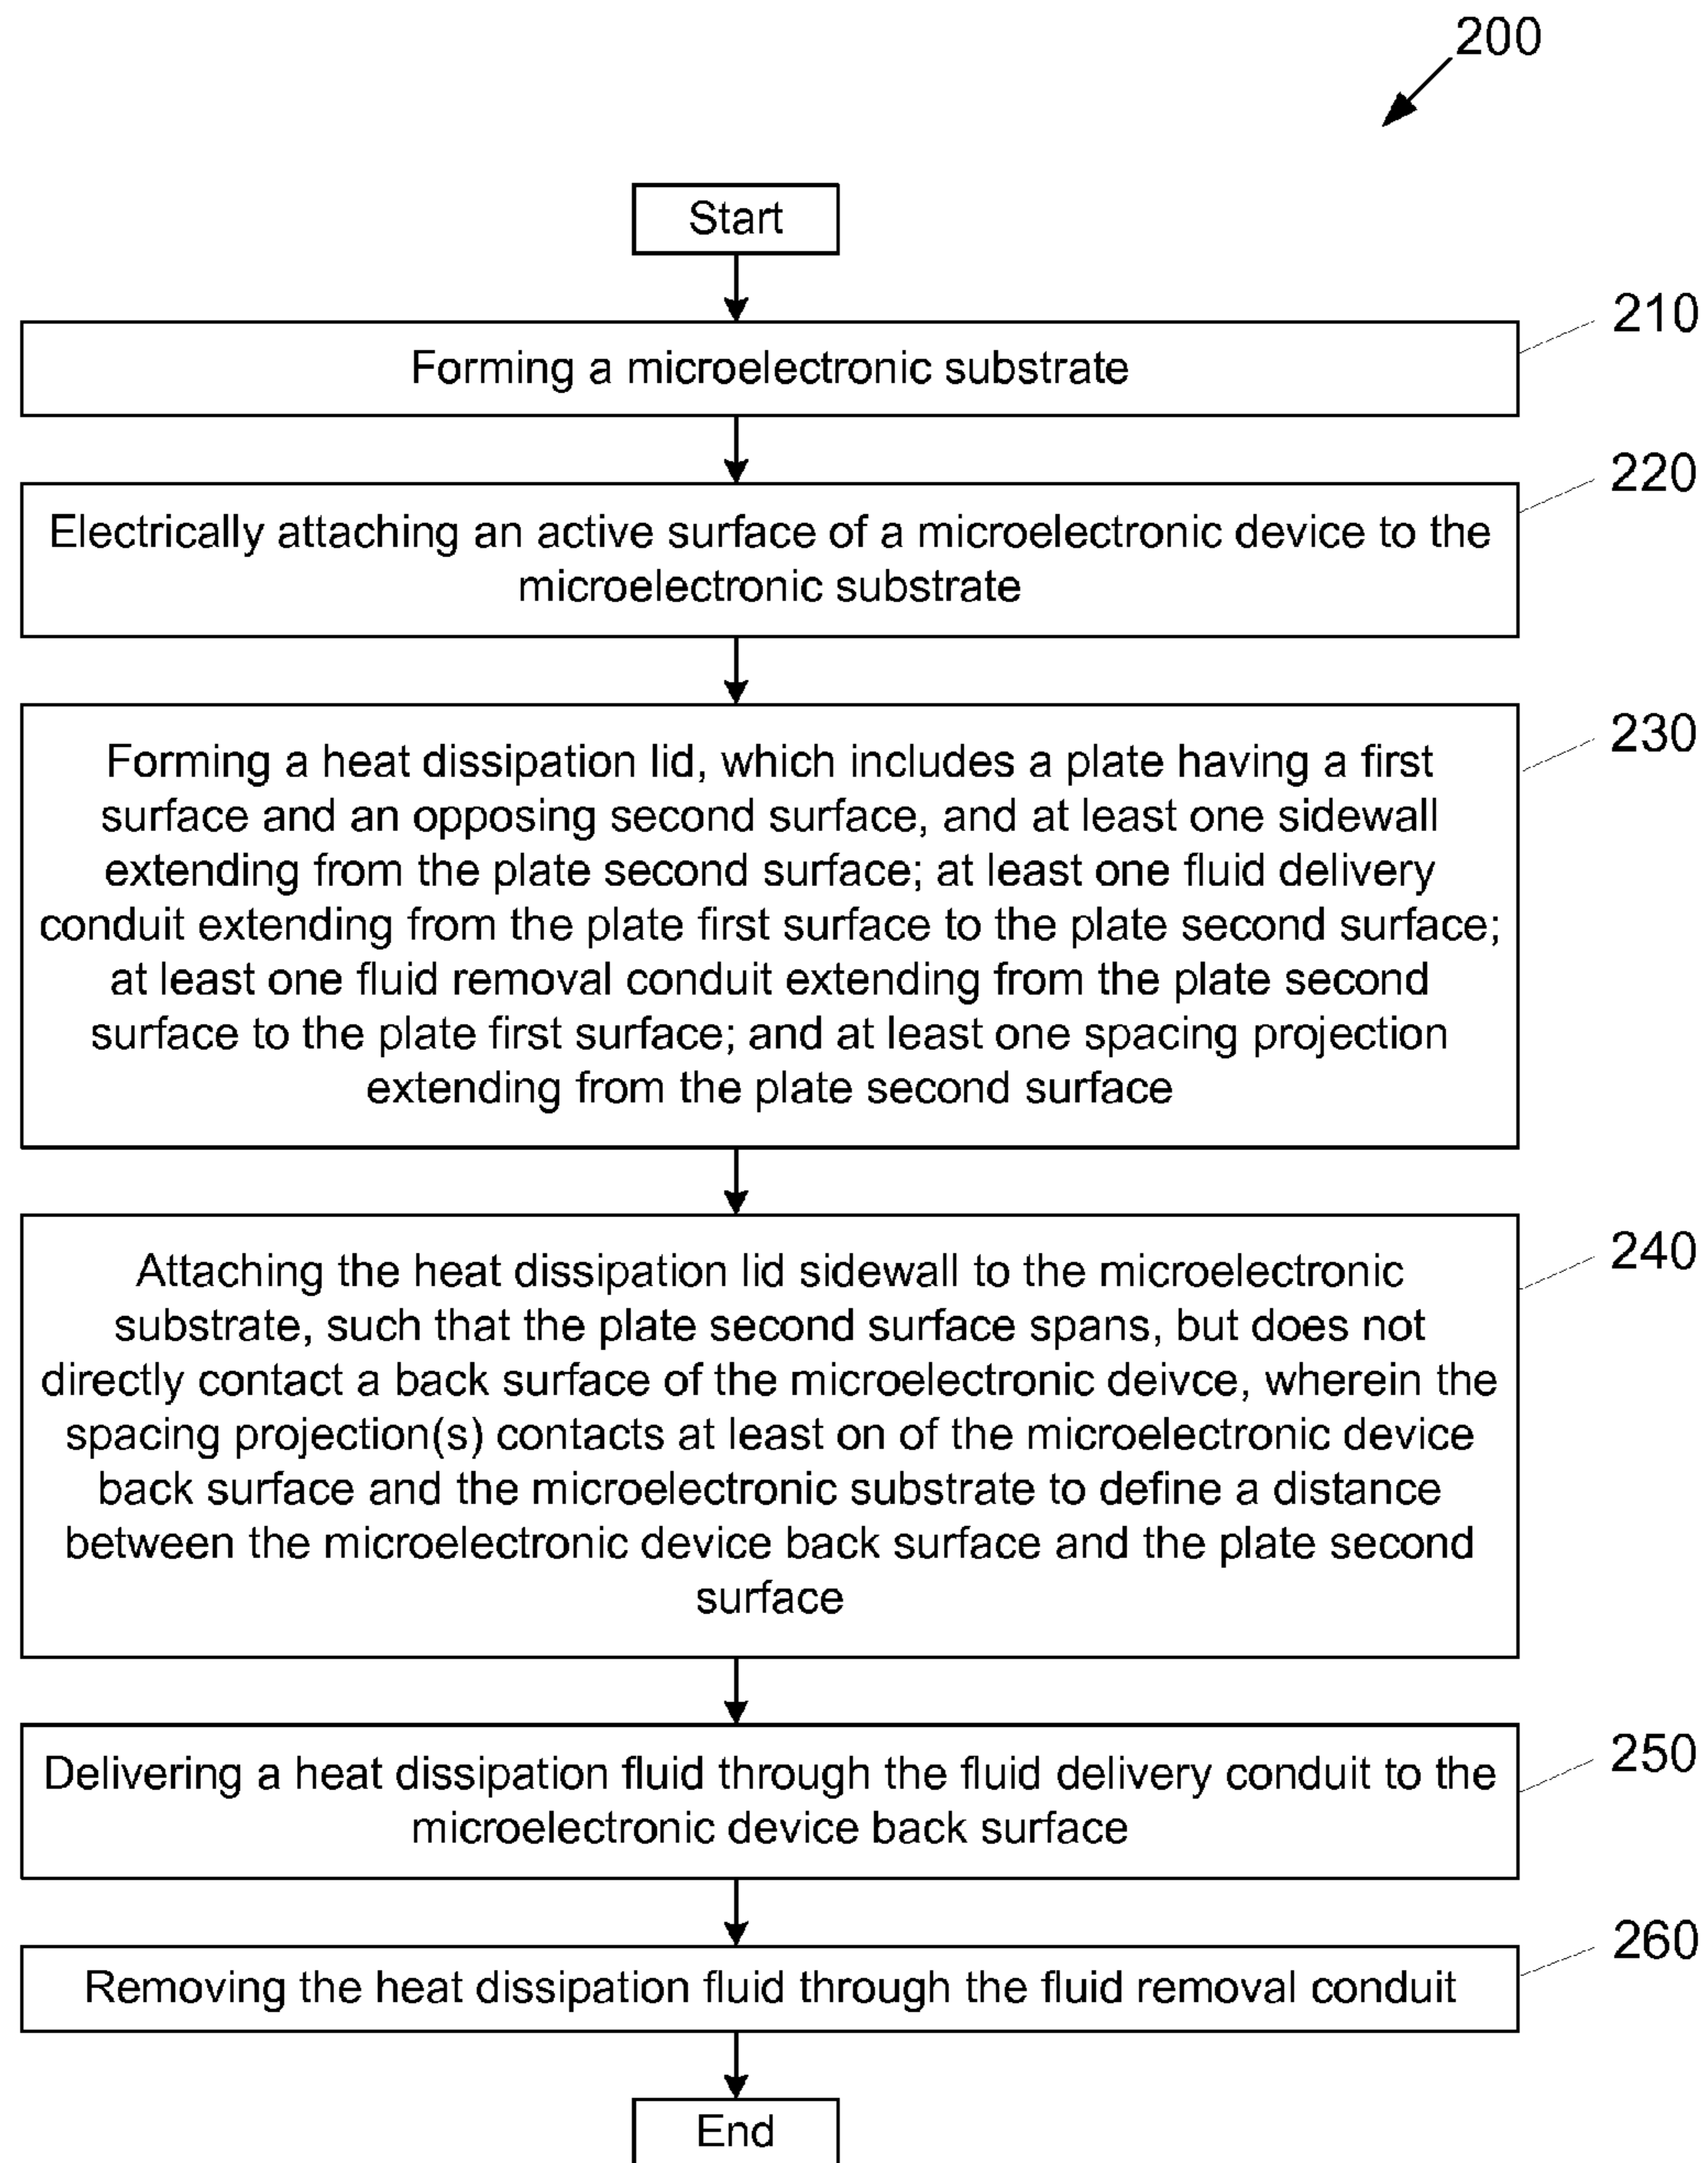 200
Start
210
Forming a microelectronic substrate
220
Electrically attaching an active surface of a microelectronic device to the
microelectronic substrate
230
Forming a heat dissipation lid, which includes a plate having a first
surface and an opposing second surface, and at least one sidewall
extending from the plate second surface; at least one fluid delivery
conduit extending from the plate first surface to the plate second surface;
at least one fluid removal conduit extending from the plate second
surface to the plate first surface; and at least one spacing projection
extending from the plate second surface
240
Attaching the heat dissipation lid sidewall to the microelectronic
substrate, such that the plate second surface spans, but does not
directly contact a back surface of the microelectronic deivce, wherein the
spacing projection(s) contacts at least on of the microelectronic device
back surface and the microelectronic substrate to define a distance
between the microelectronic device back surface and the plate second
surface
250
Delivering a heat dissipation fluid through the fluid delivery conduit to the
microelectronic device back surface
260
Removing the heat dissipation fluid through the fluid removal conduit
End